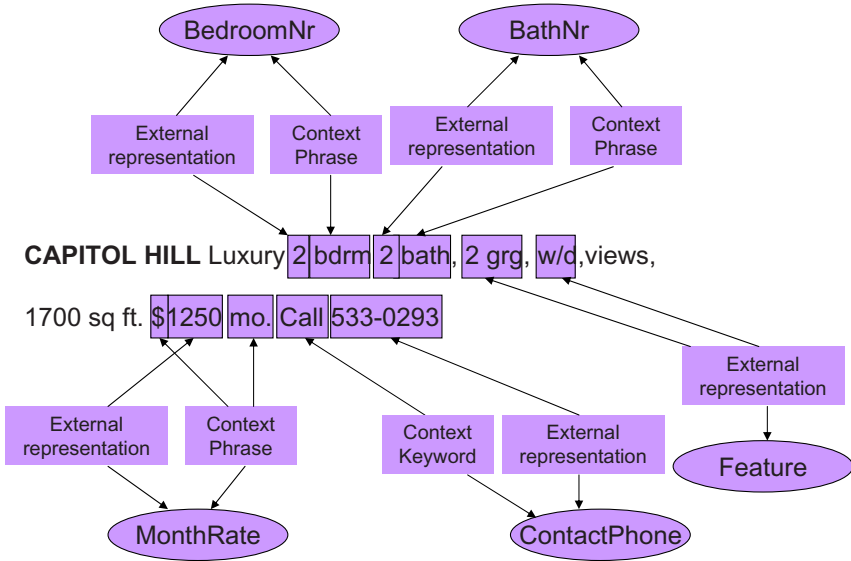 BedroomNr
BathNr
External
representation
Context
Phrase
External
representation
Context
Phrase
CAPITOL HILL Luxury 2 bdrm 2 bath, 2 grg, w/d,views,
1700 sq ft. $1250 mo. Call 533-0293
External
representation
External
representation
Context
Phrase
Context
Keyword
External
representation
Feature
MonthRate
ContactPhone